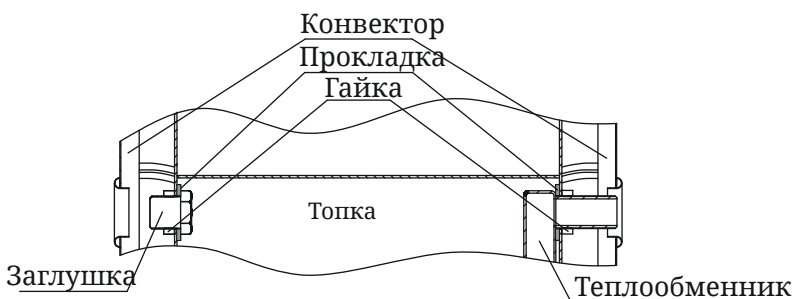 Конвектор
Прокладка
Гайка
Топка
Заглушка
Теплообменник